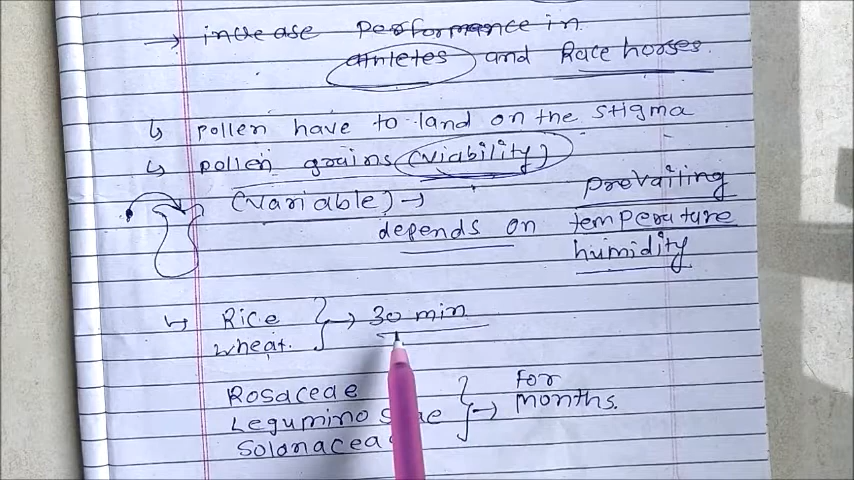 → increase performance in
athletes and Race horses.
↳ pollen have to land on the stigma
↳ pollen grains (viability)
(variable) →
prevailing
depends on temperature
humidity
↳ Rice } → 30 min
wheat.
Rosaceae } → for
Leguminosae months.
Solanaceae